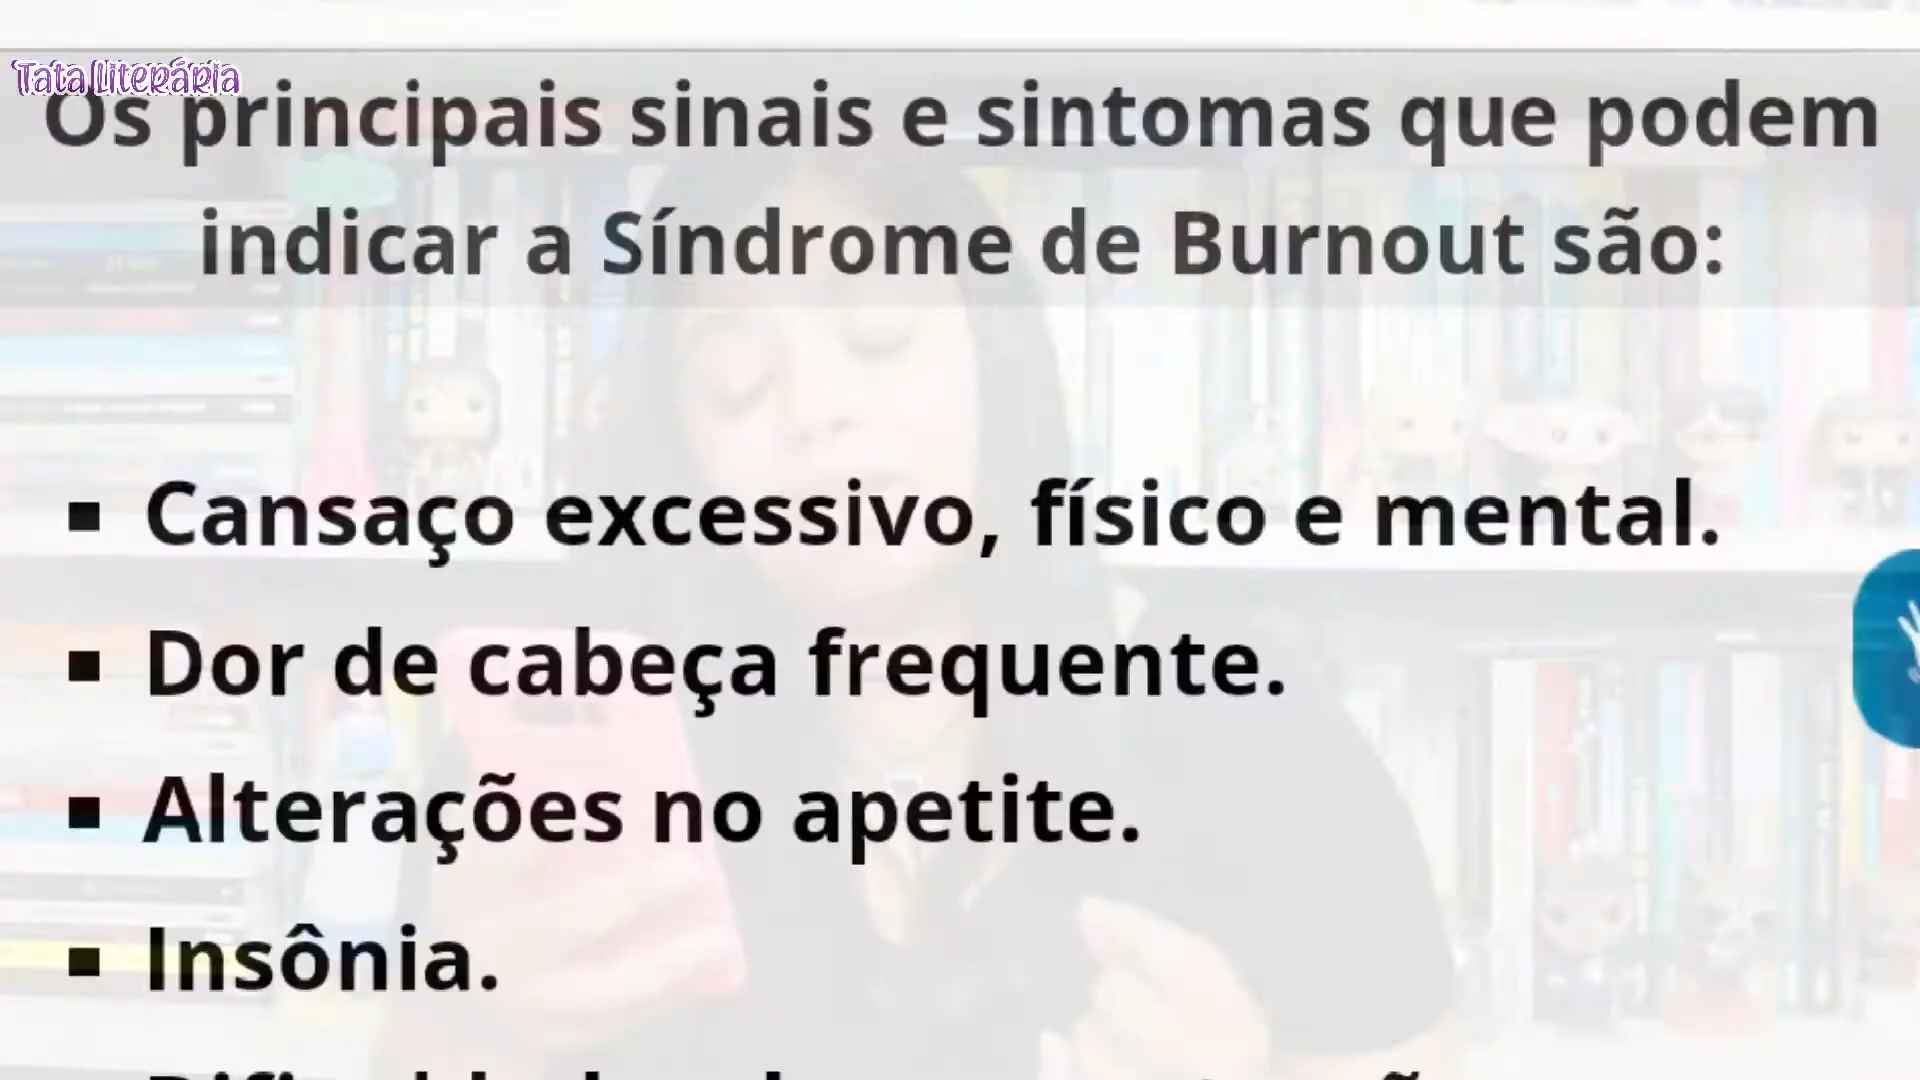 Tata Literária
Os principais sinais e sintomas que podem
indicar a Síndrome de Burnout são:
▪ Cansaço excessivo, físico e mental.
▪ Dor de cabeça frequente.
▪ Alterações no apetite.
▪ Insônia.